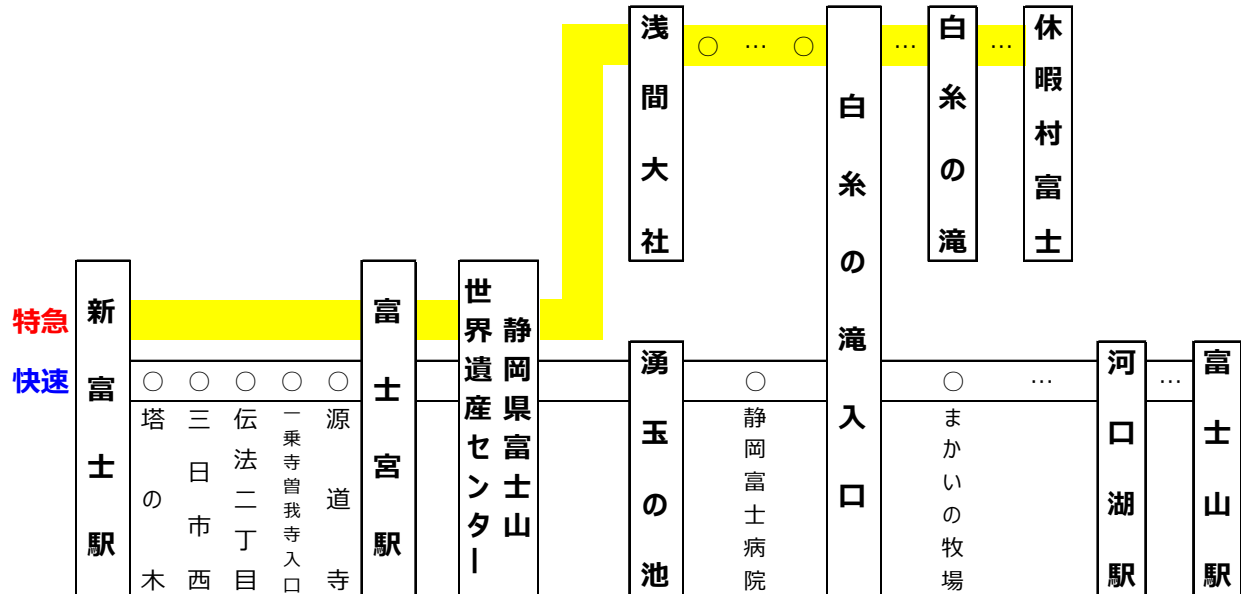 特急
快速
新富士駅
○
塔の木
○
三日市西
○
伝法二丁目
○
一乗寺曽我寺入口
○
源道寺
富士宮駅
静岡県富士山
世界遺産センター
浅間大社
○ … ○
湧玉の池
○
静岡富士病院
白糸の滝入口
…
白糸の滝
…
休暇村富士
○
まかいの牧場
…
河口湖駅
…
富士山駅